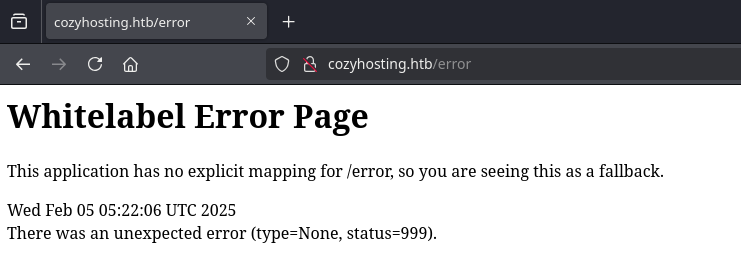 cozyhosting.htb/error
cozyhosting.htb/error
Whitelabel Error Page
This application has no explicit mapping for /error, so you are seeing this as a fallback.
Wed Feb 05 05:22:06 UTC 2025
There was an unexpected error (type=None, status=999).